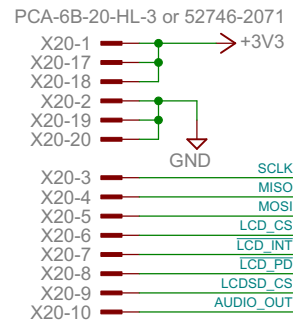 PCA-6B-20-HL-3 or 52746-2071
X20-1 +3V3
X20-17
X20-18
X20-2
X20-19
X20-20
GND
X20-3 SCLK
X20-4 MISO
X20-5 MOSI
X20-6 LCD_CS
X20-7 LCD_INT
X20-8 LCD_PD
X20-9 LCDSD_CS
X20-10 AUDIO_OUT